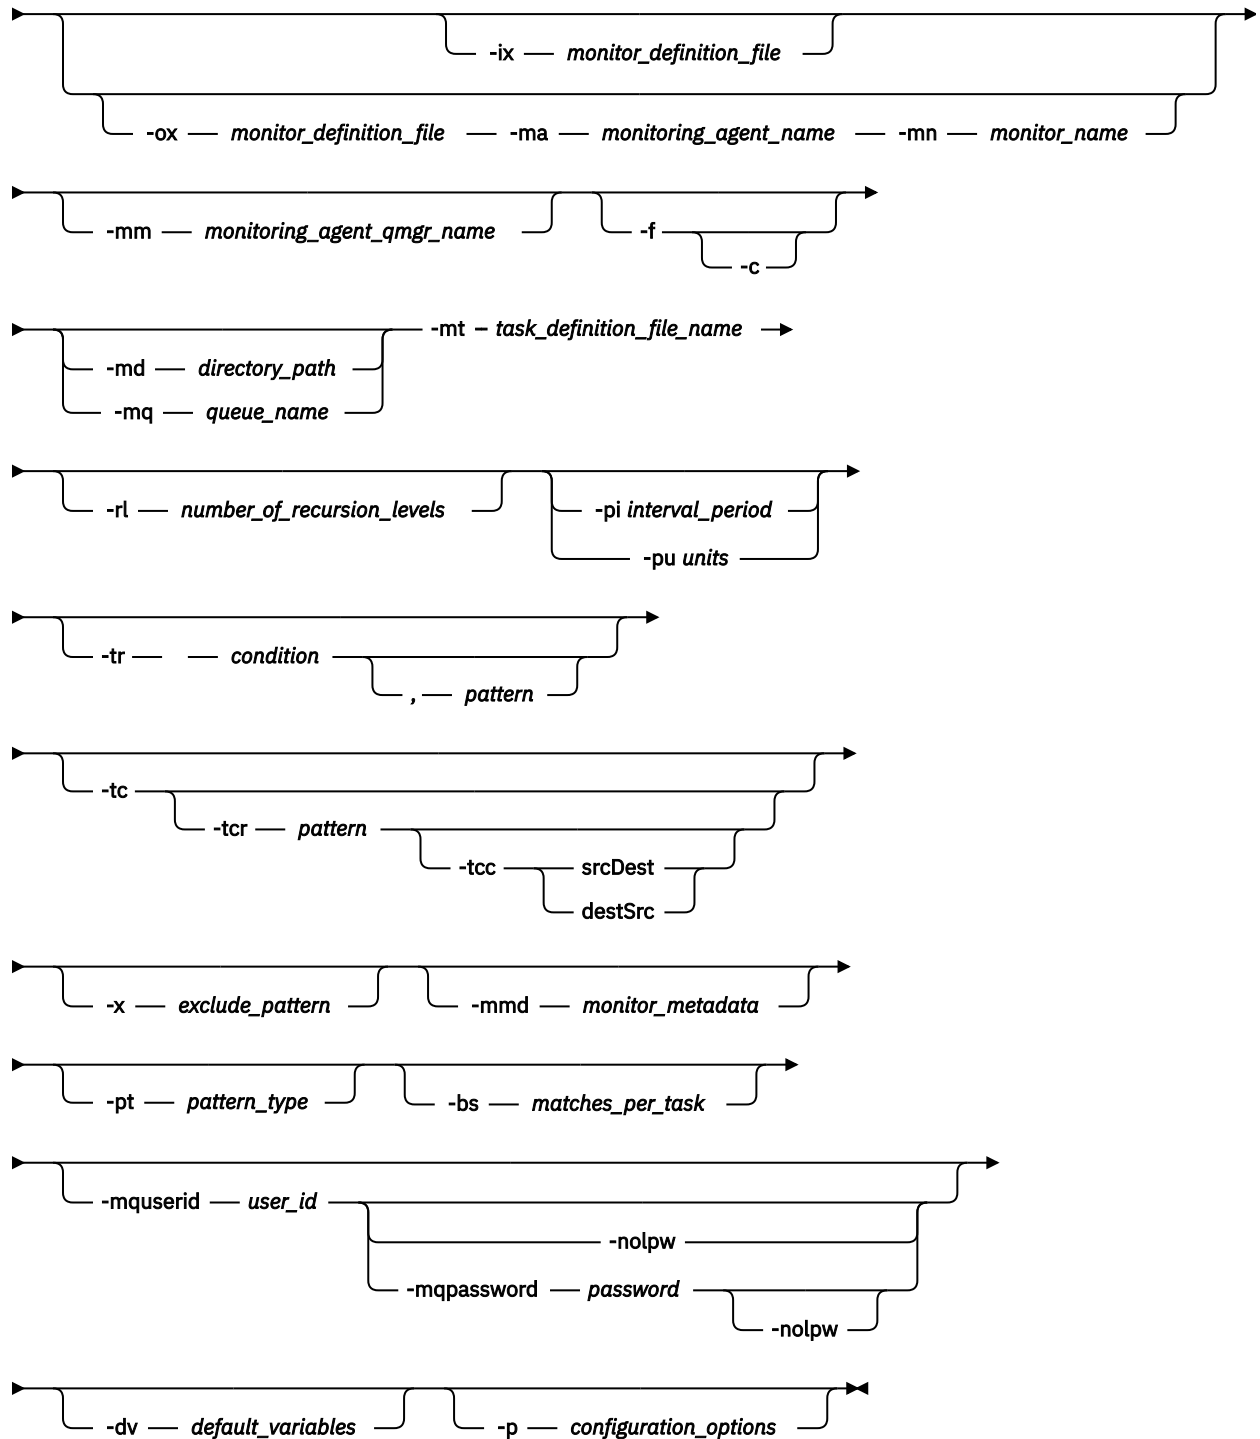 -ix monitor_definition_file
-ox monitor_definition_file -ma monitoring_agent_name -mn monitor_name
-mm monitoring_agent_qmgr_name -f
-c
-mt task_definition_file_name
-md directory_path
-mq queue_name
-rl number_of_recursion_levels -pi interval_period
-pu units
-tr condition
, pattern
-tc
-tcr pattern
-tcc srcDest
destSrc
-x exclude_pattern -mmd monitor_metadata
-pt pattern_type -bs matches_per_task
-mquserid user_id
-nolpw
-mqpassword password
-nolpw
-dv default_variables -p configuration_options